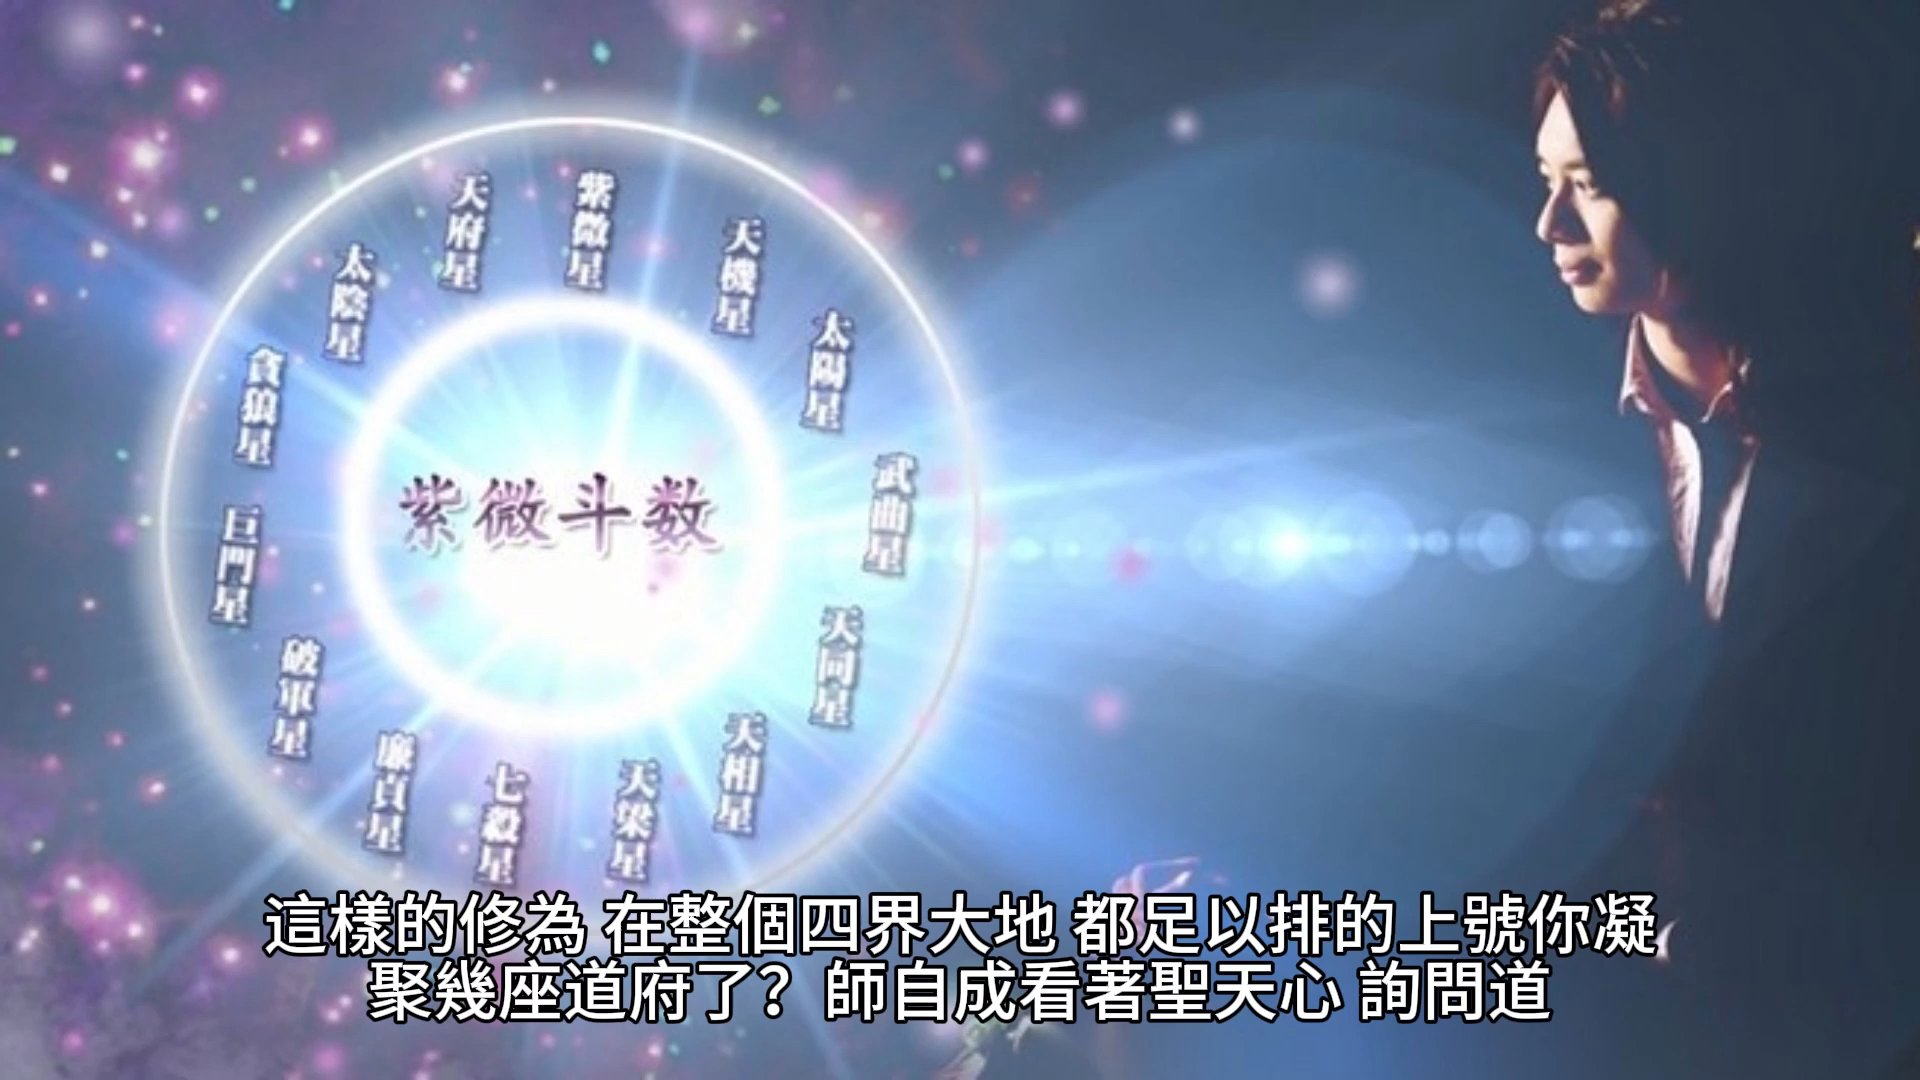 紫微星
天機星
太陽星
武曲星
天同星
天相星
天梁星
七殺星
廉貞星
破軍星
巨門星
貪狼星
太陰星
天府星
紫微斗数
這樣的修為 在整個四界大地 都足以排的上號你凝
聚幾座道府了？師自成看著聖天心 詢問道